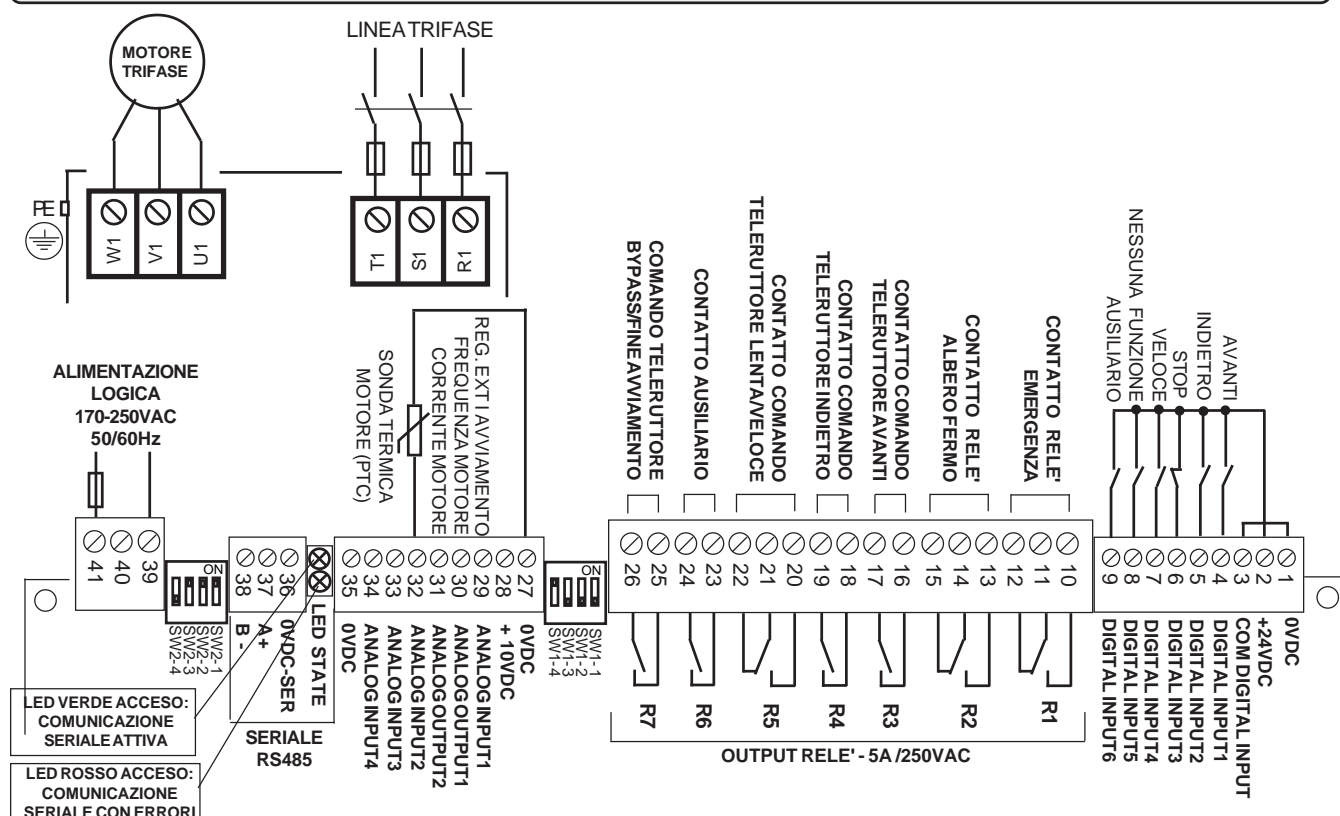 MOTORE
TRIFASE
LINEA TRIFASE
PE
W1
V1
U1
T1
S1
R1
ALIMENTAZIONE
LOGICA
170-250VAC
50/60Hz
SONDA TERMICA
MOTORE (PTC)
CORRENTE MOTORE
FREQUENZA MOTORE
REG. EXT I AVVIAMENTO
COMANDO TELERUTTORE
BYPASS/FINE AVVIAMENTO
CONTATTO AUSILIARIO
CONTATTO COMANDO
TELERUTTORE LENTA/VELOCE
CONTATTO COMANDO
TELERUTTORE INDIETRO
CONTATTO COMANDO
TELERUTTORE AVANTI
CONTATTO RELE'
ALBERO FERMO
CONTATTO RELE'
EMERGENZA
AUSILIARIO
NESSUNA FUNZIONE
VELOCE
STOP
INDIETRO
AVANTI
41
40
39
ON
SW2-4
SW2-3
SW2-2
SW2-1
38
37
36
B -
A+
0VDC-SER
LED STATE
35
34
33
32
31
30
29
28
27
0VDC
ANALOG INPUT4
ANALOG INPUT3
ANALOG INPUT2
ANALOG OUTPUT2
ANALOG OUTPUT1
ANALOG INPUT1
+ 10VDC
0VDC
ON
SW1-4
SW1-3
SW1-2
SW1-1
26
25
24
23
22
21
20
19
18
17
16
15
14
13
12
11
10
R7
R6
R5
R4
R3
R2
R1
OUTPUT RELE' - 5A /250VAC
9
8
7
6
5
4
3
2
1
DIGITAL INPUT6
DIGITAL INPUT5
DIGITAL INPUT4
DIGITAL INPUT3
DIGITAL INPUT2
DIGITAL INPUT1
COM DIGITAL INPUT
+24VDC
0VDC
SERIALE
RS485
LED VERDE ACCESO:
COMUNICAZIONE
SERIALE ATTIVA
LED ROSSO ACCESO:
COMUNICAZIONE
SERIALE CON ERRORI